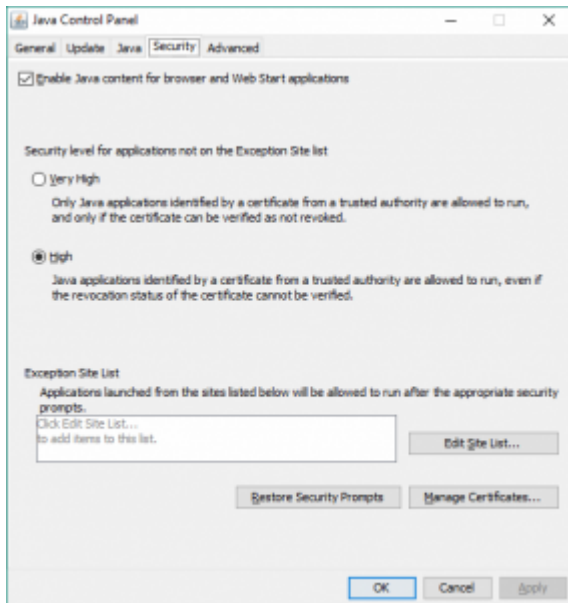 Java Control Panel
General Update Java Security Advanced
Enable Java content for browser and Web Start applications
Security level for applications not on the Exception Site list
Very High
Only Java applications identified by a certificate from a trusted authority are allowed to run,
and only if the certificate can be verified as not revoked.
High
Java applications identified by a certificate from a trusted authority are allowed to run, even if
the revocation status of the certificate cannot be verified.
Exception Site List
Applications launched from the sites listed below will be allowed to run after the appropriate security
prompts.
Click Edit Site List...
to add items to this list.
Edit Site List...
Restore Security Prompts Manage Certificates...
OK Cancel Apply